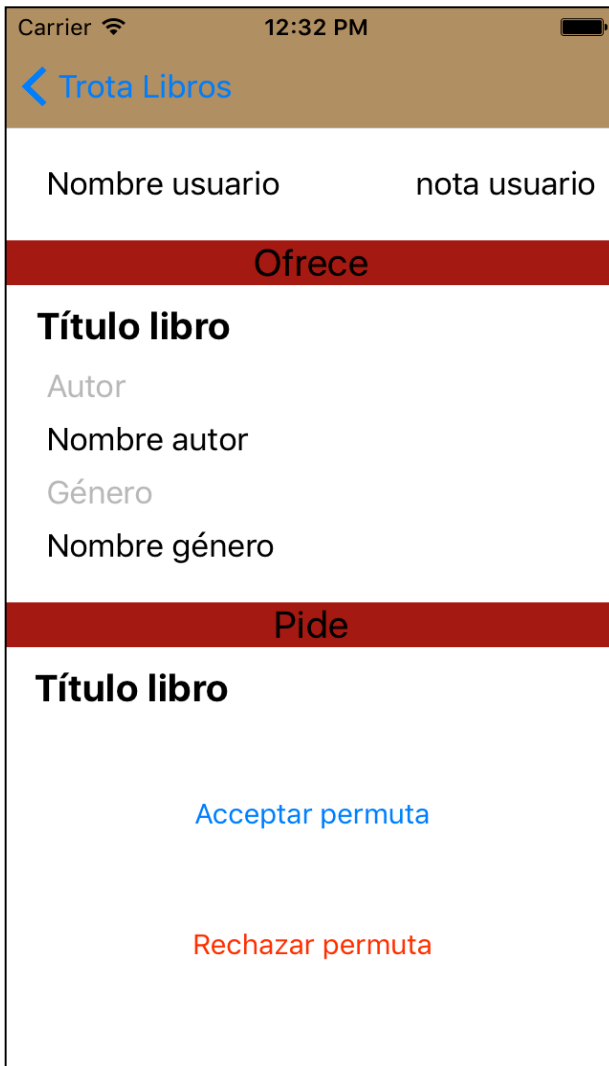 Carrier 12:32 PM
Trota Libros
Nombre usuario nota usuario
Ofrece
Título libro
Autor
Nombre autor
Género
Nombre género
Pide
Título libro
Acceptar permuta
Rechazar permuta